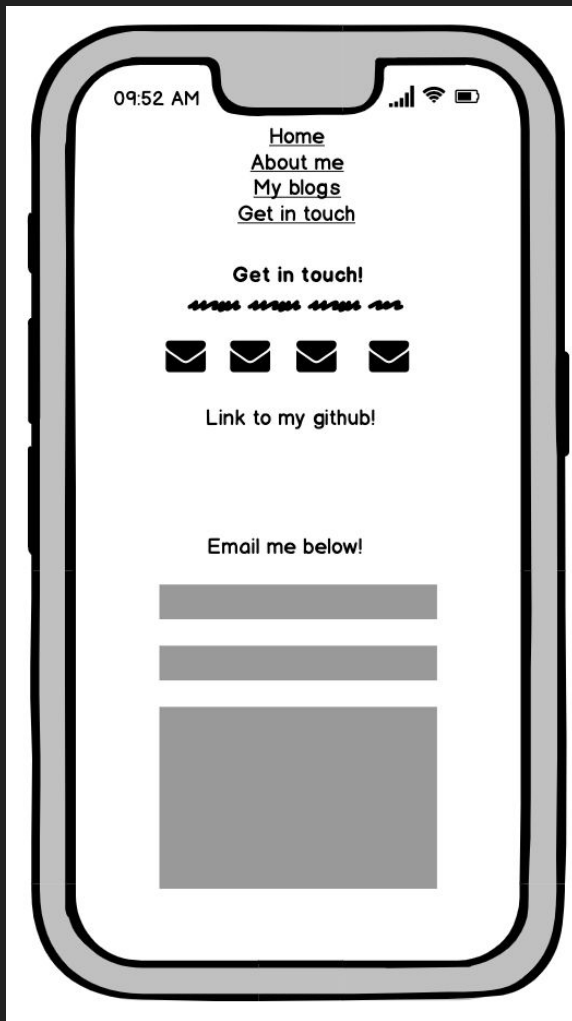 09:52 AM
Home
About me
My blogs
Get in touch
Get in touch!
Link to my github!
Email me below!